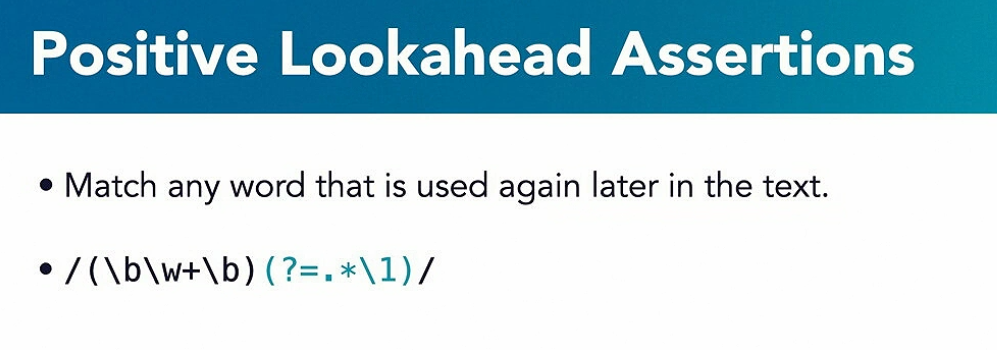 Positive Lookahead Assertions
• Match any word that is used again later in the text.
• /(\b\w+\b)(?=.*\1)/